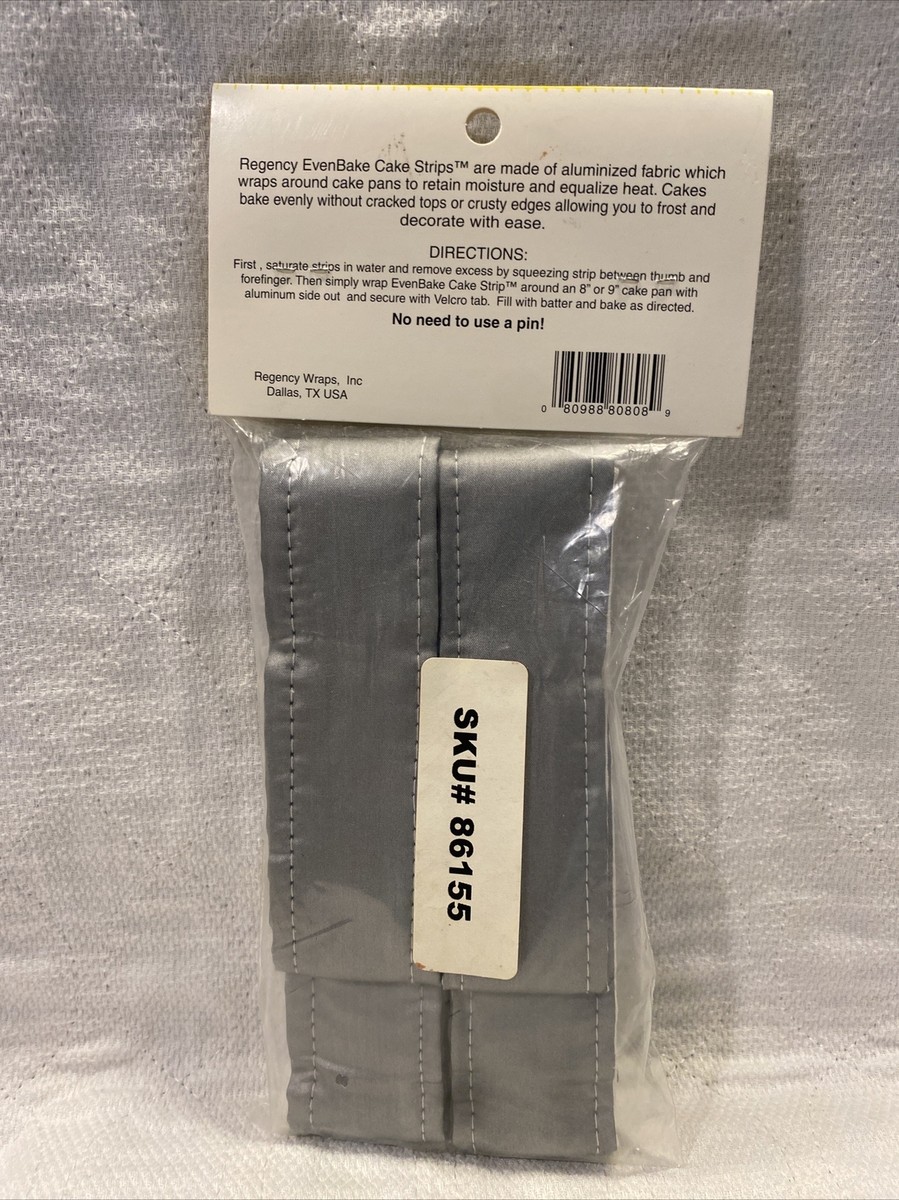 Regency EvenBake Cake Strips™ are made of aluminized fabric which
wraps around cake pans to retain moisture and equalize heat. Cakes
bake evenly without cracked tops or crusty edges allowing you to frost and
decorate with ease.
DIRECTIONS:
First , saturate strips in water and remove excess by squeezing strip between thumb and
forefinger. Then simply wrap EvenBake Cake Strip™ around an 8" or 9" cake pan with
aluminum side out and secure with Velcro tab. Fill with batter and bake as directed.
No need to use a pin!
Regency Wraps, Inc
Dallas, TX USA
0 80988 80808 9
SKU# 86155